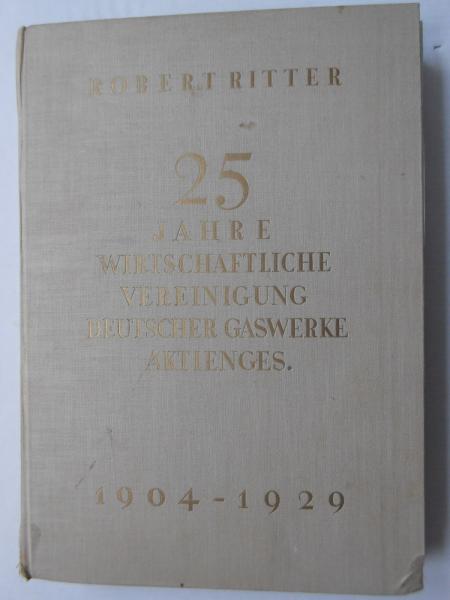 ROBERT RITTER
25
JAHRE
WIRTSCHAFTLICHE
VEREINIGUNG
DEUTSCHER GASWERKE
AKTIENGES.
1904-1929